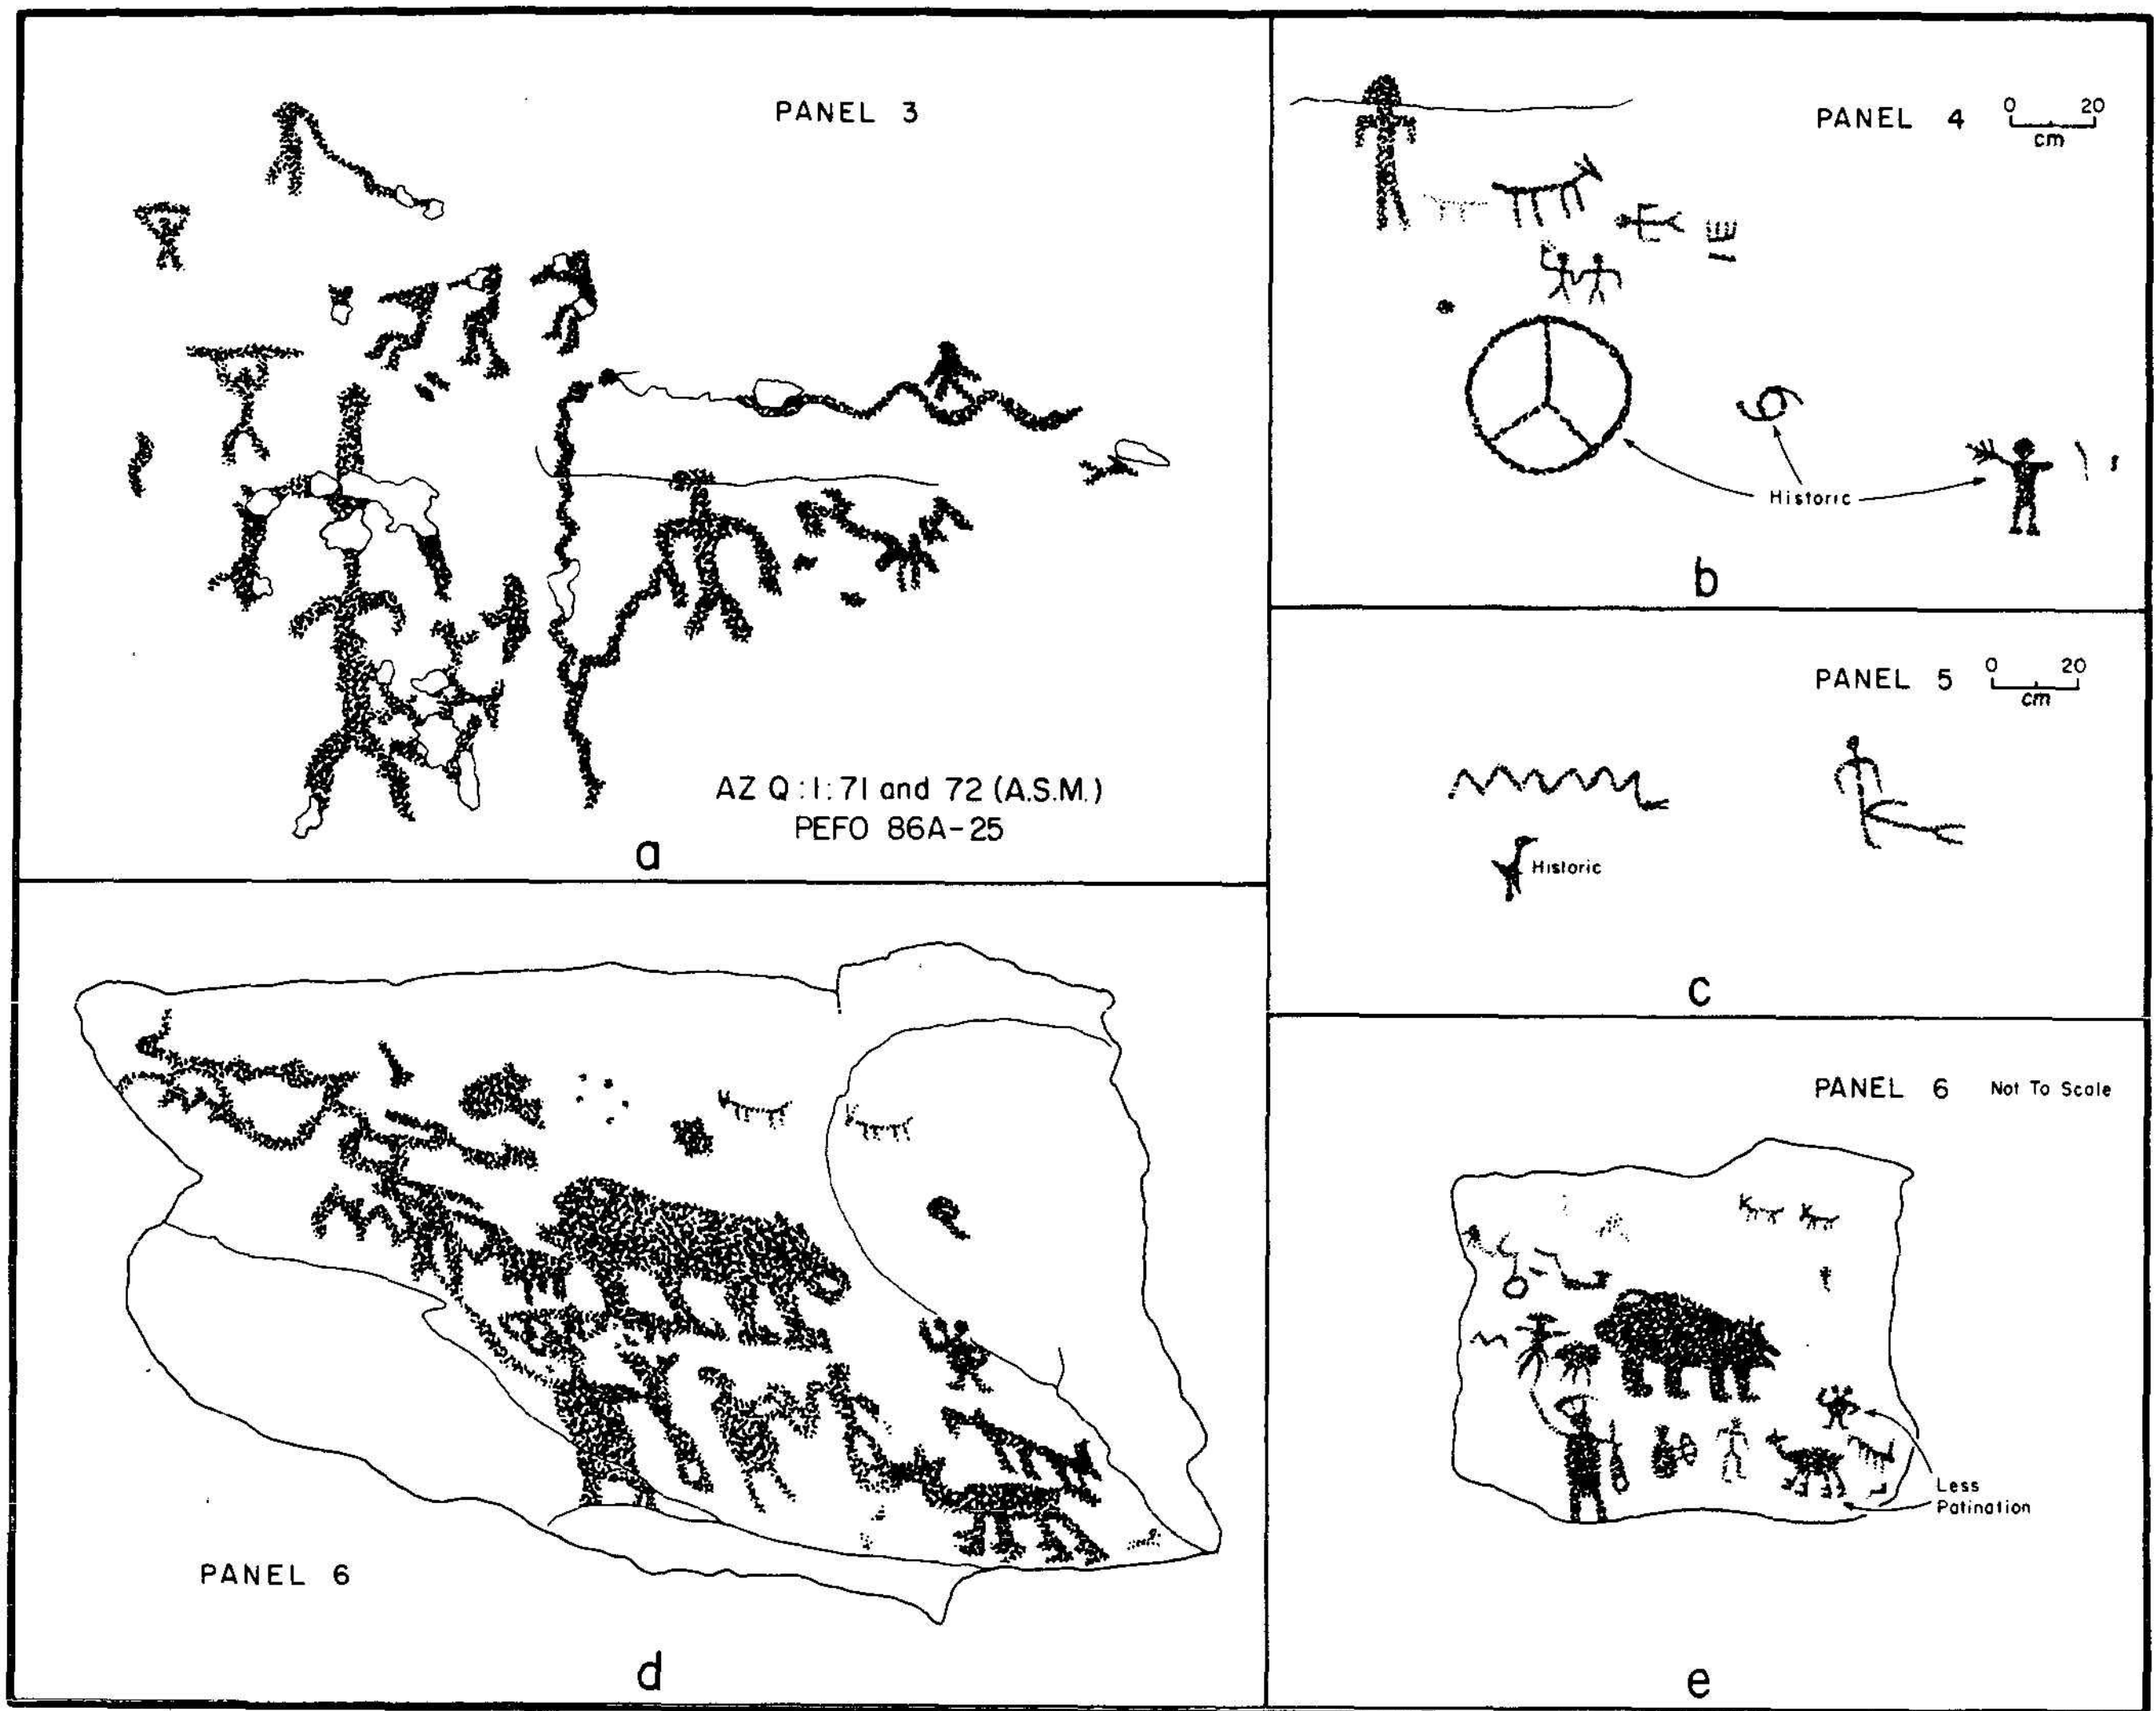 PANEL 3
AZ Q:1:71 and 72 (A.S.M.)
PEFO 86A-25
a
PANEL 4
0 20
cm
Historic
b
PANEL 5
0 20
cm
Historic
c
PANEL 6
d
PANEL 6 Not To Scale
Less
Patination
e